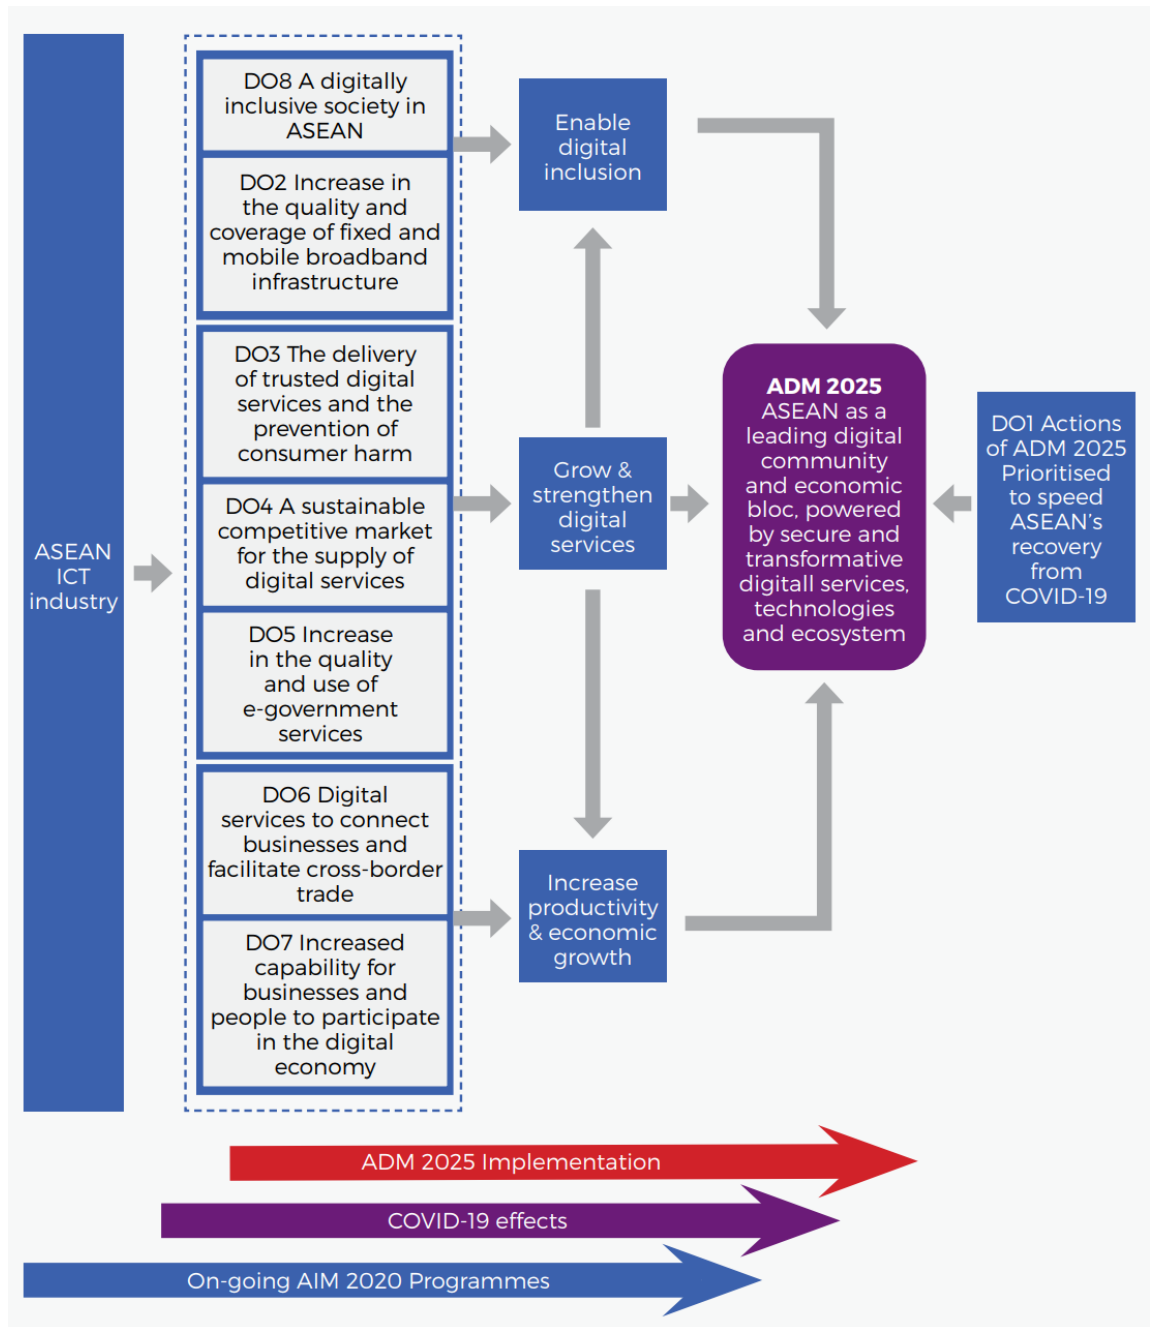 ASEAN
ICT
industry
DO8 A digitally
inclusive society in
ASEAN
DO2 Increase in
the quality and
coverage of fixed and
mobile broadband
infrastructure
DO3 The delivery
of trusted digital
services and the
prevention of
consumer harm
DO4 A sustainable
competitive market
for the supply of
digital services
DO5 Increase
in the quality
and use of
e-government
services
DO6 Digital
services to connect
businesses and
facilitate cross-border
trade
DO7 Increased
capability for
businesses and
people to participate
in the digital
economy
Enable
digital
inclusion
Grow &
strengthen
digital
services
Increase
productivity
& economic
growth
ADM 2025
ASEAN as a
leading digital
community
and economic
bloc, powered
by secure and
transformative
digitall services,
technologies
and ecosystem
DO1 Actions
of ADM 2025
Prioritised
to speed
ASEAN's
recovery
from
COVID-19
ADM 2025 Implementation
COVID-19 effects
On-going AIM 2020 Programmes